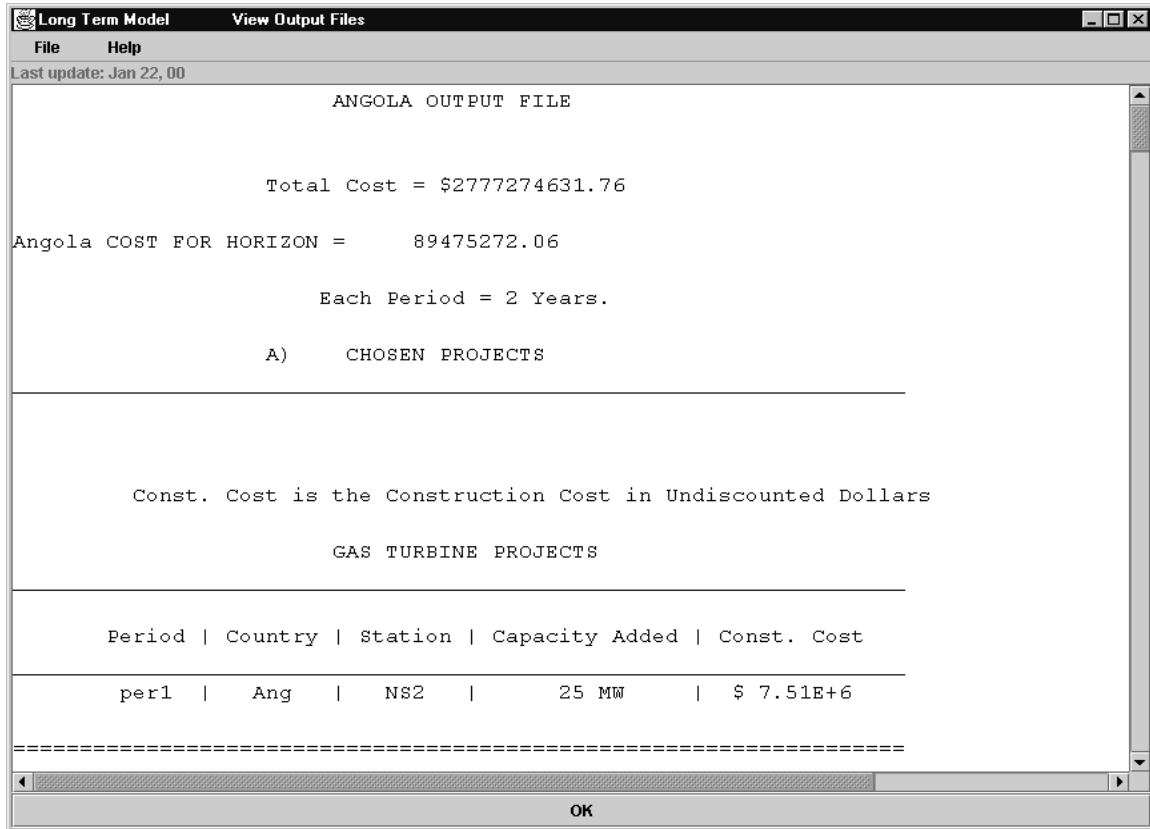 Long Term Model View Output Files
File Help
Last update: Jan 22, 00
ANGOLA OUTPUT FILE
Total Cost = $2777274631.76
Angola COST FOR HORIZON = 89475272.06
Each Period = 2 Years.
A) CHOSEN PROJECTS
Const. Cost is the Construction Cost in Undiscounted Dollars
GAS TURBINE PROJECTS
Period | Country | Station | Capacity Added | Const. Cost
per1 | Ang | NS2 | 25 MW | $ 7.51E+6
===================================================================
OK